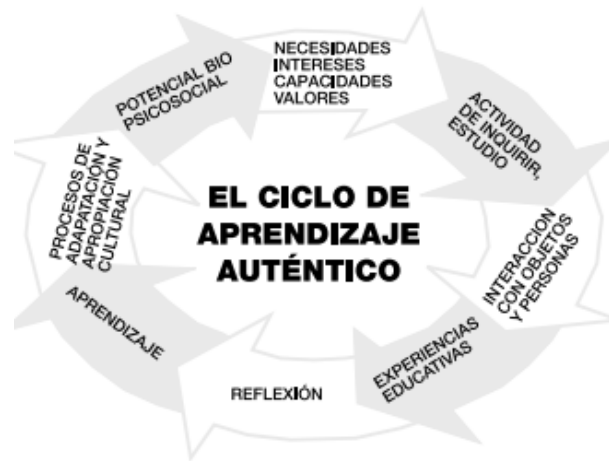 NECESIDADES
INTERESES
CAPACIDADES
VALORES
ACTIVIDAD
DE INQUIRIR,
ESTUDIO
INTERACCION
CON OBJETOS
Y PERSONAS
EXPERIENCIAS
EDUCATIVAS
REFLEXIÓN
APRENDIZAJE
PROCESOS DE
ADAPATACIÓN Y
APROPIACIÓN
CULTURAL
POTENCIAL BIO
PSICOSOCIAL
EL CICLO DE
APRENDIZAJE
AUTÉNTICO